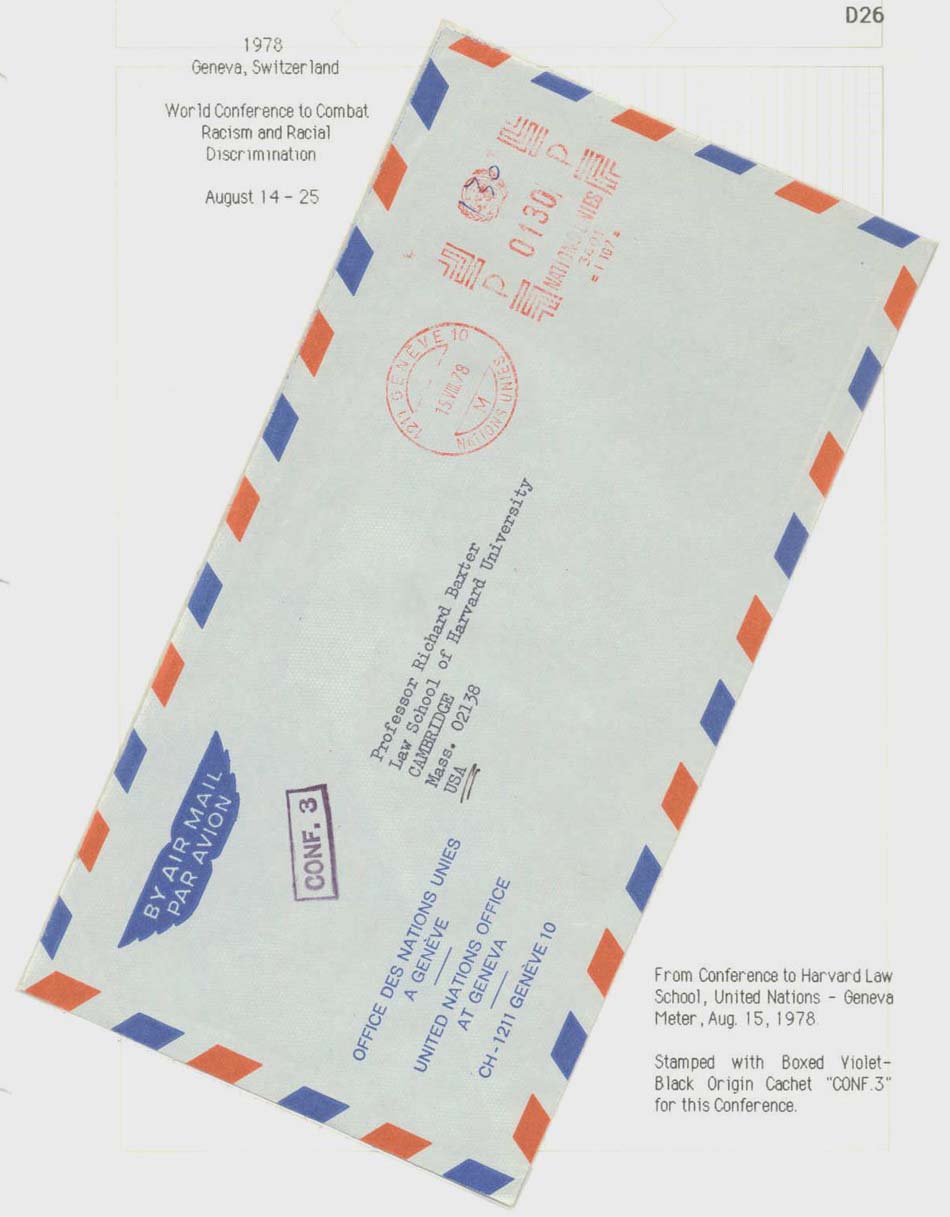 D26
1978
Geneva, Switzerland
World Conference to Combat
Racism and Racial
Discrimination
August 14 - 25
P
0130
P
NATIONS UNIES
3401
1211 GENÈVE 10
15.VIII.78
M
NATIONS UNIES
Professor Richard Baxter
Law School of Harvard University
CAMBRIDGE
Mass. 02138
USA
BY AIR MAIL
PAR AVION
CONF. 3
OFFICE DES NATIONS UNIES
A GENÈVE
UNITED NATIONS OFFICE
AT GENEVA
CH - 1211 GENÈVE 10
From Conference to Harvard Law
School, United Nations - Geneva
Meter, Aug. 15, 1978
Stamped with Boxed Violet-
Black Origin Cachet "CONF.3"
for this Conference.